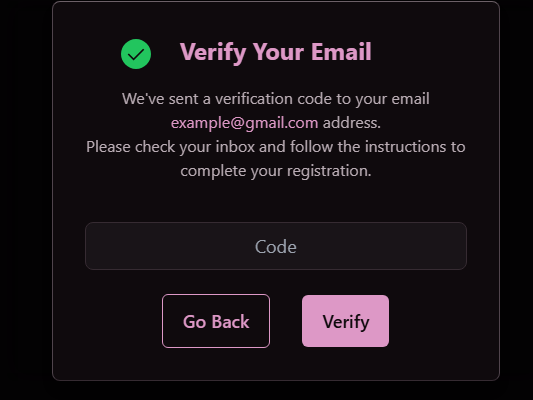 Verify Your Email
We've sent a verification code to your email
example@gmail.com address.
Please check your inbox and follow the instructions to
complete your registration.
Code
Go Back
Verify